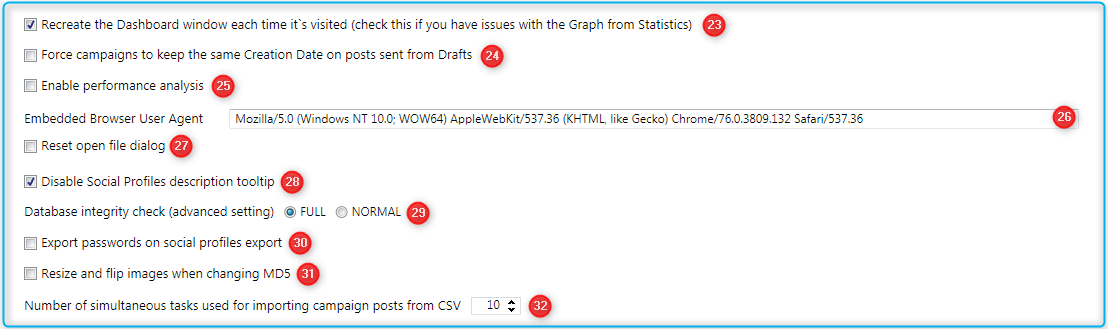 Recreate the Dashboard window each time it`s visited (check this if you have issues with the Graph from Statistics) 23
Force campaigns to keep the same Creation Date on posts sent from Drafts 24
Enable performance analysis 25
Embedded Browser User Agent Mozilla/5.0 (Windows NT 10.0; WOW64) AppleWebKit/537.36 (KHTML, like Gecko) Chrome/76.0.3809.132 Safari/537.36 26
Reset open file dialog 27
Disable Social Profiles description tooltip 28
Database integrity check (advanced setting) FULL NORMAL 29
Export passwords on social profiles export 30
Resize and flip images when changing MD5 31
Number of simultaneous tasks used for importing campaign posts from CSV 10 32